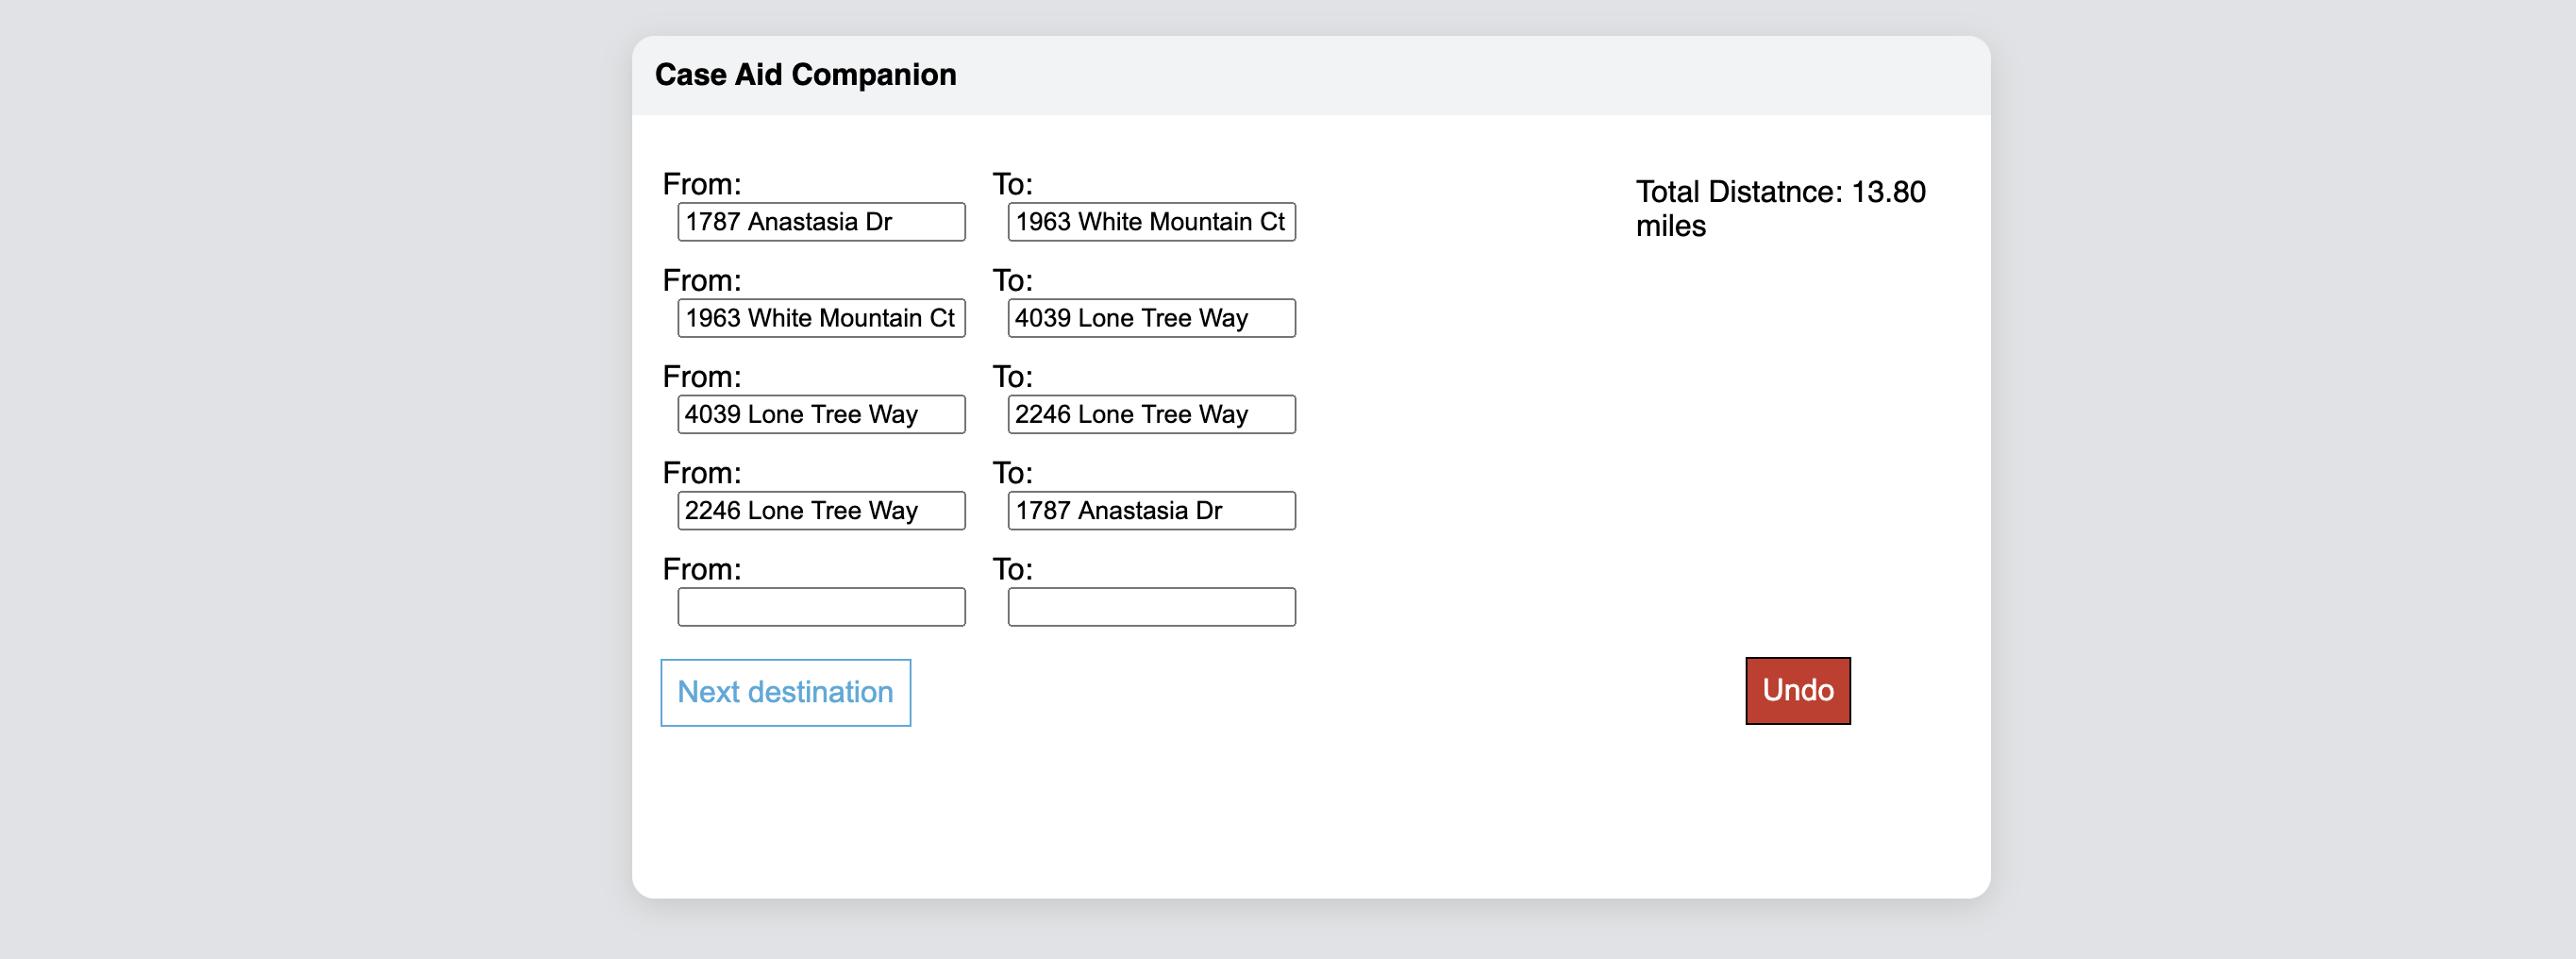 Case Aid Companion
From: To:
1787 Anastasia Dr 1963 White Mountain Ct
Total Distatnce: 13.80
miles
From: To:
1963 White Mountain Ct 4039 Lone Tree Way
From: To:
4039 Lone Tree Way 2246 Lone Tree Way
From: To:
2246 Lone Tree Way 1787 Anastasia Dr
From: To:
Next destination Undo